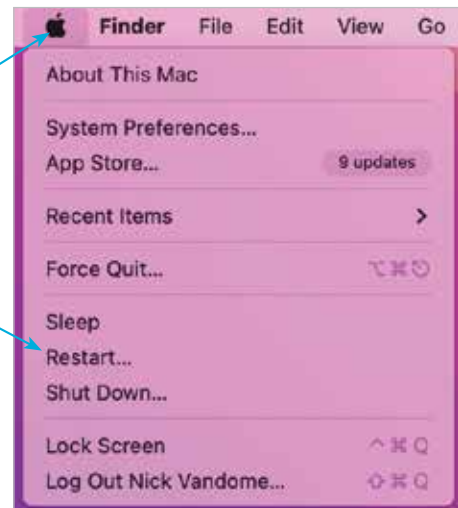 Finder File Edit View Go
About This Mac
System Preferences...
App Store... 9 updates
Recent Items >
Force Quit... ⌥⌘⎋
Sleep
Restart...
Shut Down...
Lock Screen ^⌘Q
Log Out Nick Vandome... ⇧⌘Q